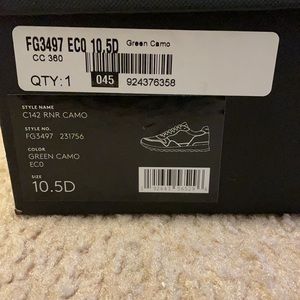 FG3497 EC0 10.5D Green Camo
CC 360
QTY:1 045 924376358
STYLE NAME
C142 RNR CAMO
STYLE NO.
FG3497 231756
COLOR
GREEN CAMO
EC0
SIZE
10.5D